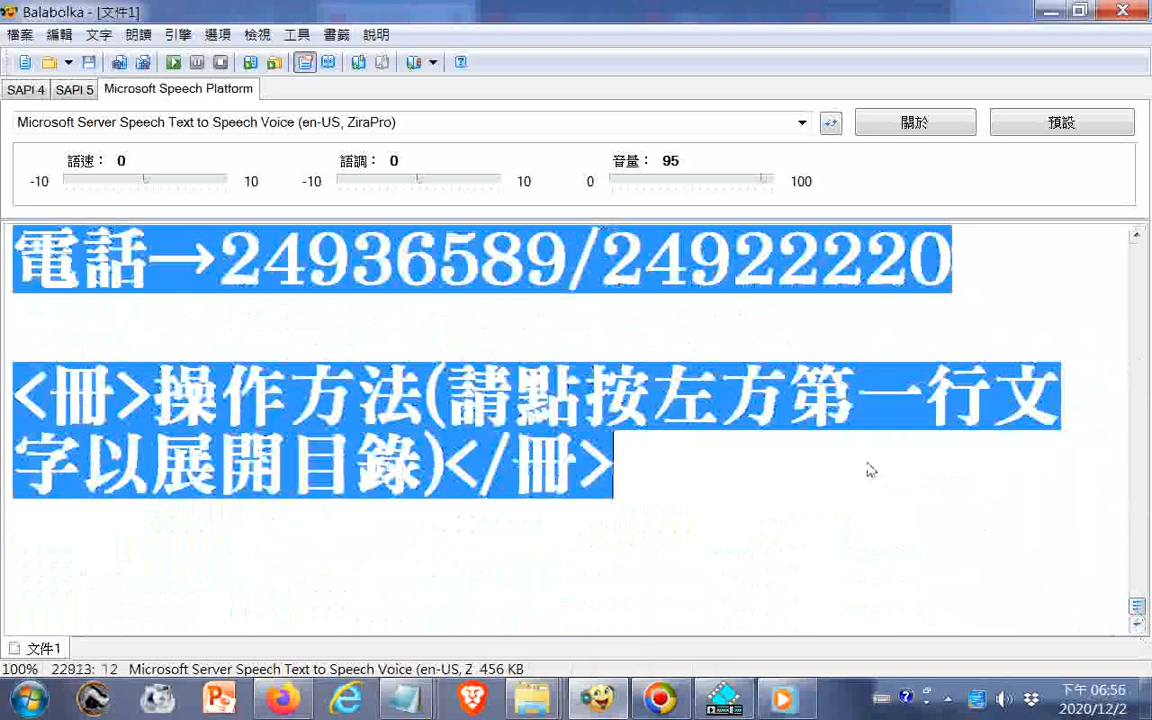 Balabolka - [文件1]
檔案 編輯 文字 朗讀 引擎 選項 檢視 工具 書籤 說明
SAPI 4 SAPI 5 Microsoft Speech Platform
Microsoft Server Speech Text to Speech Voice (en-US, ZiraPro) 關於 預設
語速： 0 語調： 0 音量： 95
-10 10 -10 10 0 100
電話→24936589/24922220
<冊>操作方法(請點按左方第一行文
字以展開目錄)</冊>
文件1
100% 22813: 12 Microsoft Server Speech Text to Speech Voice (en-US, Z 456 KB
下午 06:56
2020/12/2